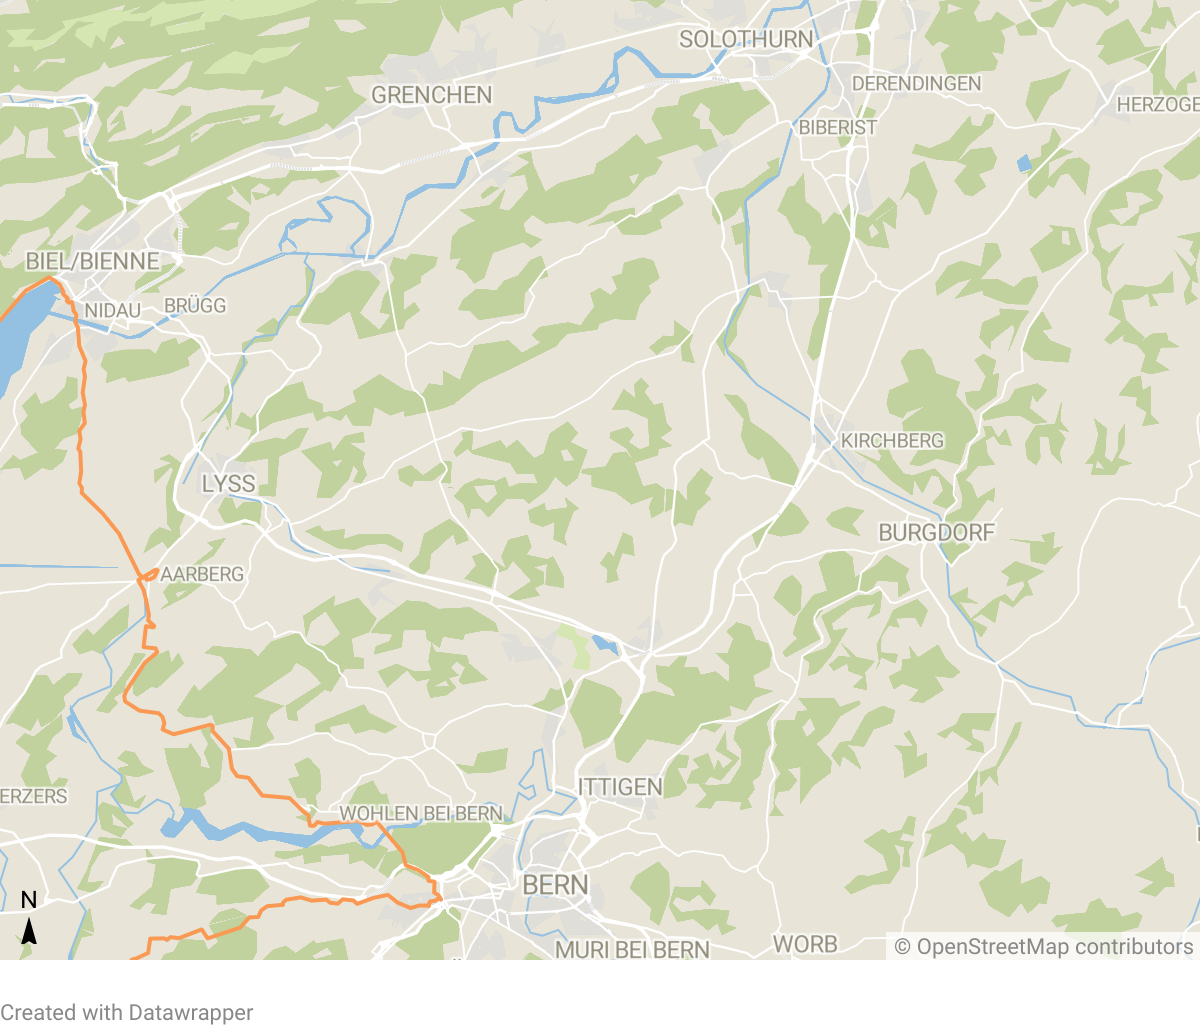 SOLOTHURN
DERENDINGEN
GRENCHEN
HERZOGE
BIBERIST
BIEL/BIENNE
NIDAU
BRÜGG
KIRCHBERG
LYSS
BURGDORF
AARBERG
ITTIGEN
ERZERS
WOHLEN BEI BERN
BERN
N
MURI BEI BERN
WORB
© OpenStreetMap contributors
Created with Datawrapper